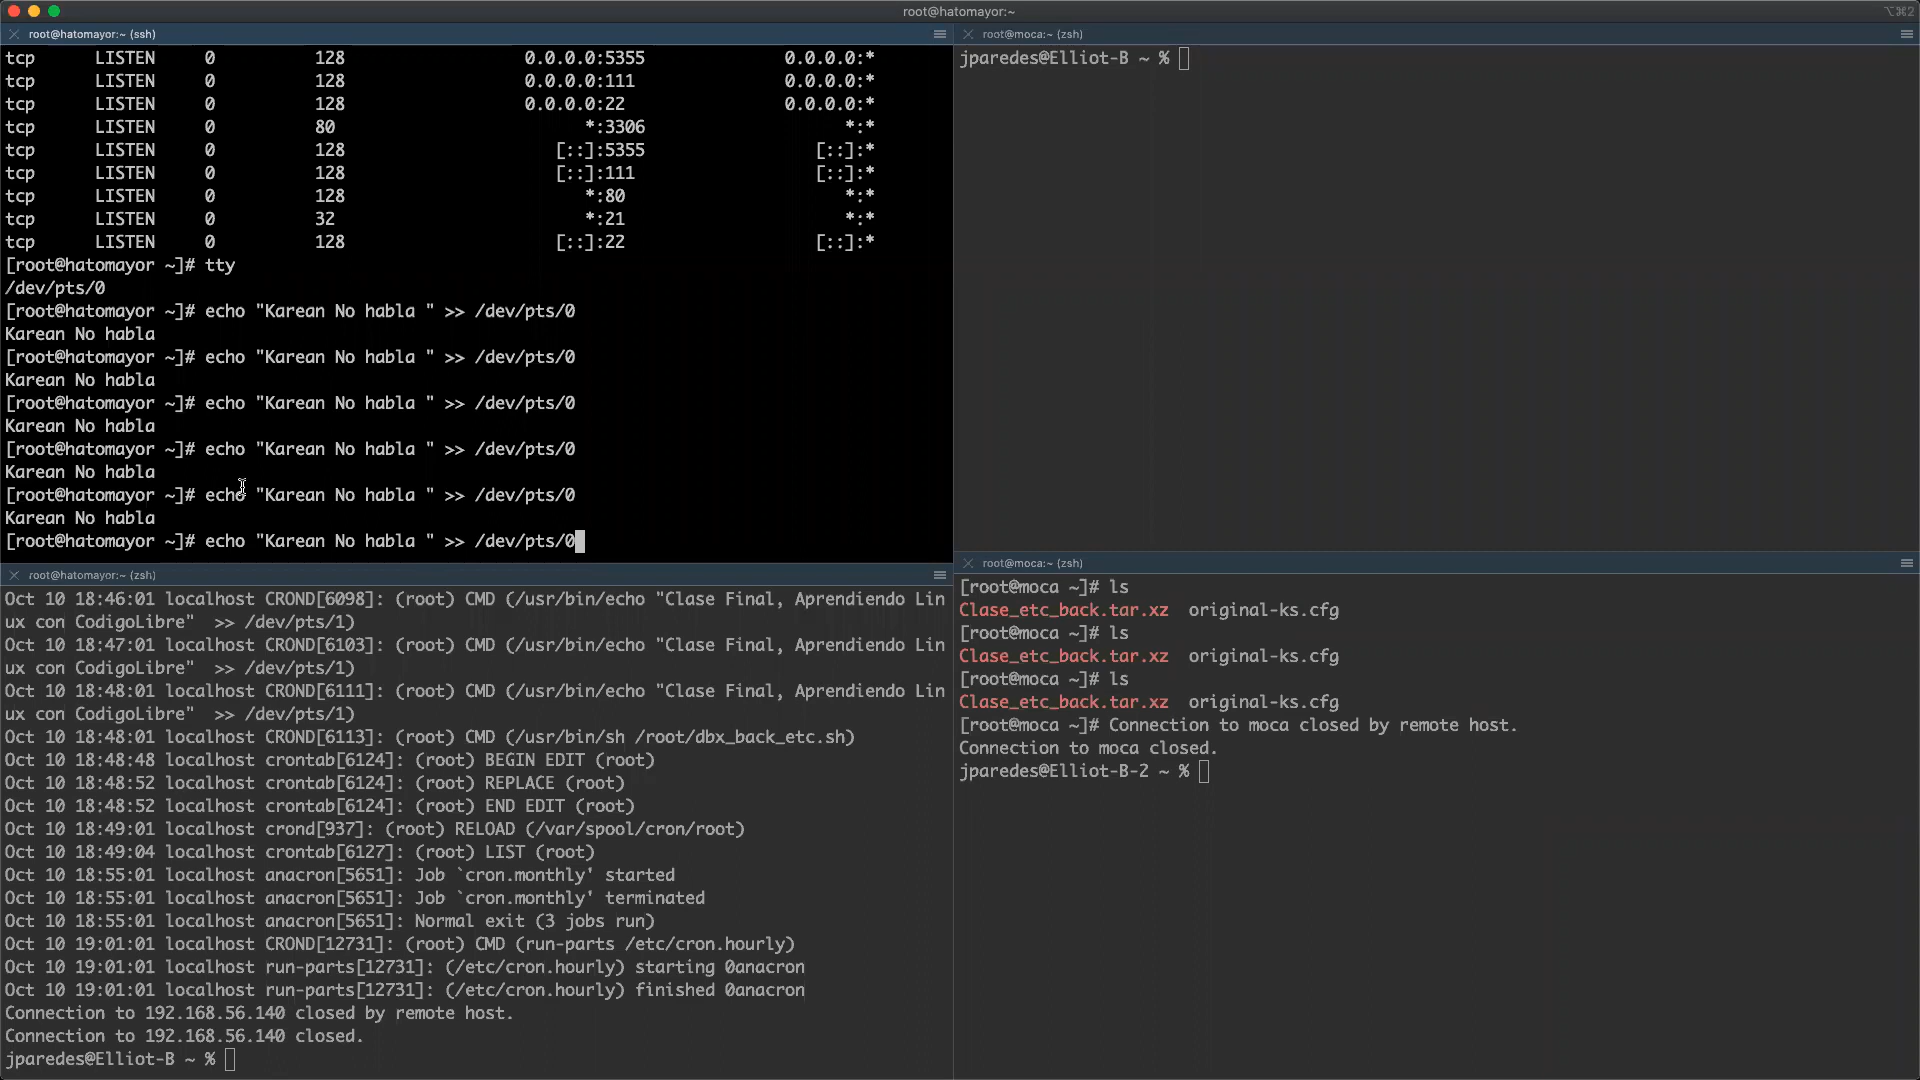 root@hatomayor:~
⌥⌘2
root@hatomayor:~ (ssh)
tcp LISTEN 0 128 0.0.0.0:5355 0.0.0.0:*
tcp LISTEN 0 128 0.0.0.0:111 0.0.0.0:*
tcp LISTEN 0 128 0.0.0.0:22 0.0.0.0:*
tcp LISTEN 0 80 *:3306 *:*
tcp LISTEN 0 128 [::]:5355 [::]:*
tcp LISTEN 0 128 [::]:111 [::]:*
tcp LISTEN 0 128 *:80 *:*
tcp LISTEN 0 32 *:21 *:*
tcp LISTEN 0 128 [::]:22 [::]:*
[root@hatomayor ~]# tty
/dev/pts/0
[root@hatomayor ~]# echo "Karean No habla " >> /dev/pts/0
Karean No habla
[root@hatomayor ~]# echo "Karean No habla " >> /dev/pts/0
Karean No habla
[root@hatomayor ~]# echo "Karean No habla " >> /dev/pts/0
Karean No habla
[root@hatomayor ~]# echo "Karean No habla " >> /dev/pts/0
Karean No habla
[root@hatomayor ~]# echo "Karean No habla " >> /dev/pts/0
Karean No habla
[root@hatomayor ~]# echo "Karean No habla " >> /dev/pts/0
root@hatomayor:~ (zsh)
Oct 10 18:46:01 localhost CROND[6098]: (root) CMD (/usr/bin/echo "Clase Final, Aprendiendo Lin
ux con CodigoLibre"  >> /dev/pts/1)
Oct 10 18:47:01 localhost CROND[6103]: (root) CMD (/usr/bin/echo "Clase Final, Aprendiendo Lin
ux con CodigoLibre"  >> /dev/pts/1)
Oct 10 18:48:01 localhost CROND[6111]: (root) CMD (/usr/bin/echo "Clase Final, Aprendiendo Lin
ux con CodigoLibre"  >> /dev/pts/1)
Oct 10 18:48:01 localhost CROND[6113]: (root) CMD (/usr/bin/sh /root/dbx_back_etc.sh)
Oct 10 18:48:48 localhost crontab[6124]: (root) BEGIN EDIT (root)
Oct 10 18:48:52 localhost crontab[6124]: (root) REPLACE (root)
Oct 10 18:48:52 localhost crontab[6124]: (root) END EDIT (root)
Oct 10 18:49:01 localhost crond[937]: (root) RELOAD (/var/spool/cron/root)
Oct 10 18:49:04 localhost crontab[6127]: (root) LIST (root)
Oct 10 18:55:01 localhost anacron[5651]: Job `cron.monthly' started
Oct 10 18:55:01 localhost anacron[5651]: Job `cron.monthly' terminated
Oct 10 18:55:01 localhost anacron[5651]: Normal exit (3 jobs run)
Oct 10 19:01:01 localhost CROND[12731]: (root) CMD (run-parts /etc/cron.hourly)
Oct 10 19:01:01 localhost run-parts[12731]: (/etc/cron.hourly) starting 0anacron
Oct 10 19:01:01 localhost run-parts[12731]: (/etc/cron.hourly) finished 0anacron
Connection to 192.168.56.140 closed by remote host.
Connection to 192.168.56.140 closed.
jparedes@Elliot-B ~ %
root@moca:~ (zsh)
jparedes@Elliot-B ~ %
root@moca:~ (zsh)
[root@moca ~]# ls
Clase_etc_back.tar.xz  original-ks.cfg
[root@moca ~]# ls
Clase_etc_back.tar.xz  original-ks.cfg
[root@moca ~]# ls
Clase_etc_back.tar.xz  original-ks.cfg
[root@moca ~]# Connection to moca closed by remote host.
Connection to moca closed.
jparedes@Elliot-B-2 ~ %